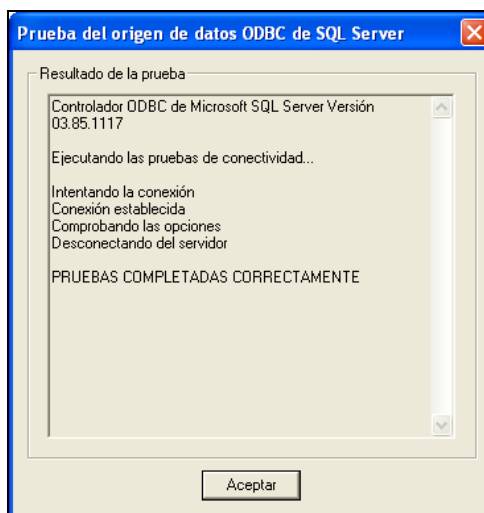 Prueba del origen de datos ODBC de SQL Server
Resultado de la prueba
Controlador ODBC de Microsoft SQL Server Versión
03.85.1117
Ejecutando las pruebas de conectividad...
Intentando la conexión
Conexión establecida
Comprobando las opciones
Desconectando del servidor
PRUEBAS COMPLETADAS CORRECTAMENTE
Aceptar